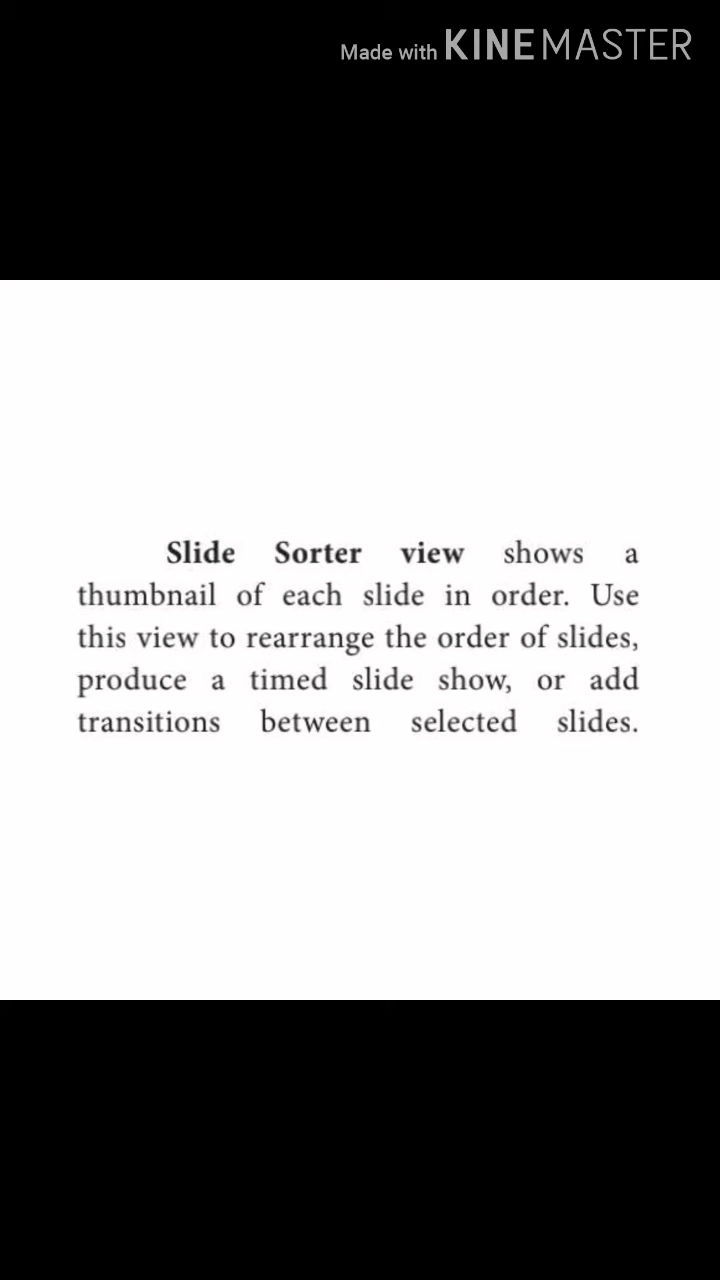 Made with KINEMASTER
Slide Sorter view shows a
thumbnail of each slide in order. Use
this view to rearrange the order of slides,
produce a timed slide show, or add
transitions between selected slides.